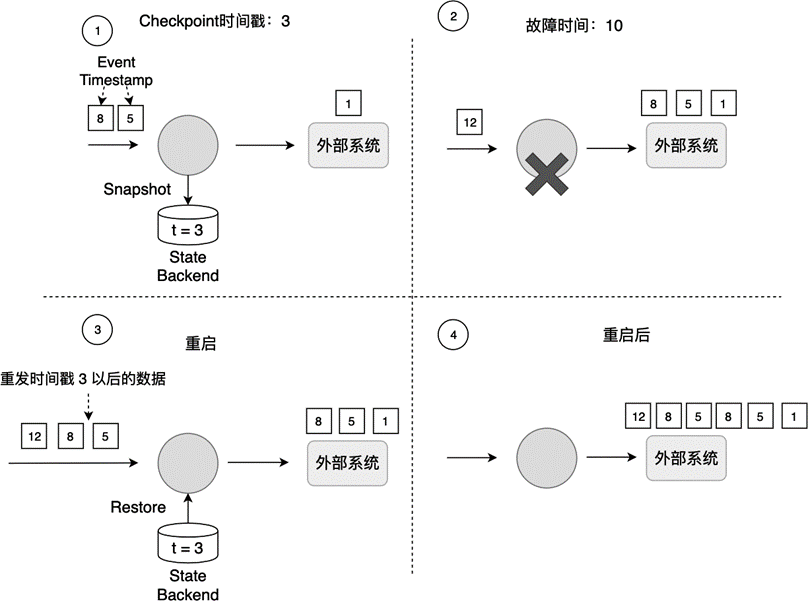 1
Checkpoint时间戳：3
Event
Timestamp
8 5
1
外部系统
Snapshot
t = 3
State
Backend
2
故障时间：10
12
8 5 1
外部系统
3
重启
重发时间戳 3 以后的数据
12 8 5
8 5 1
外部系统
Restore
t = 3
State
Backend
4
重启后
12 8 5 8 5 1
外部系统